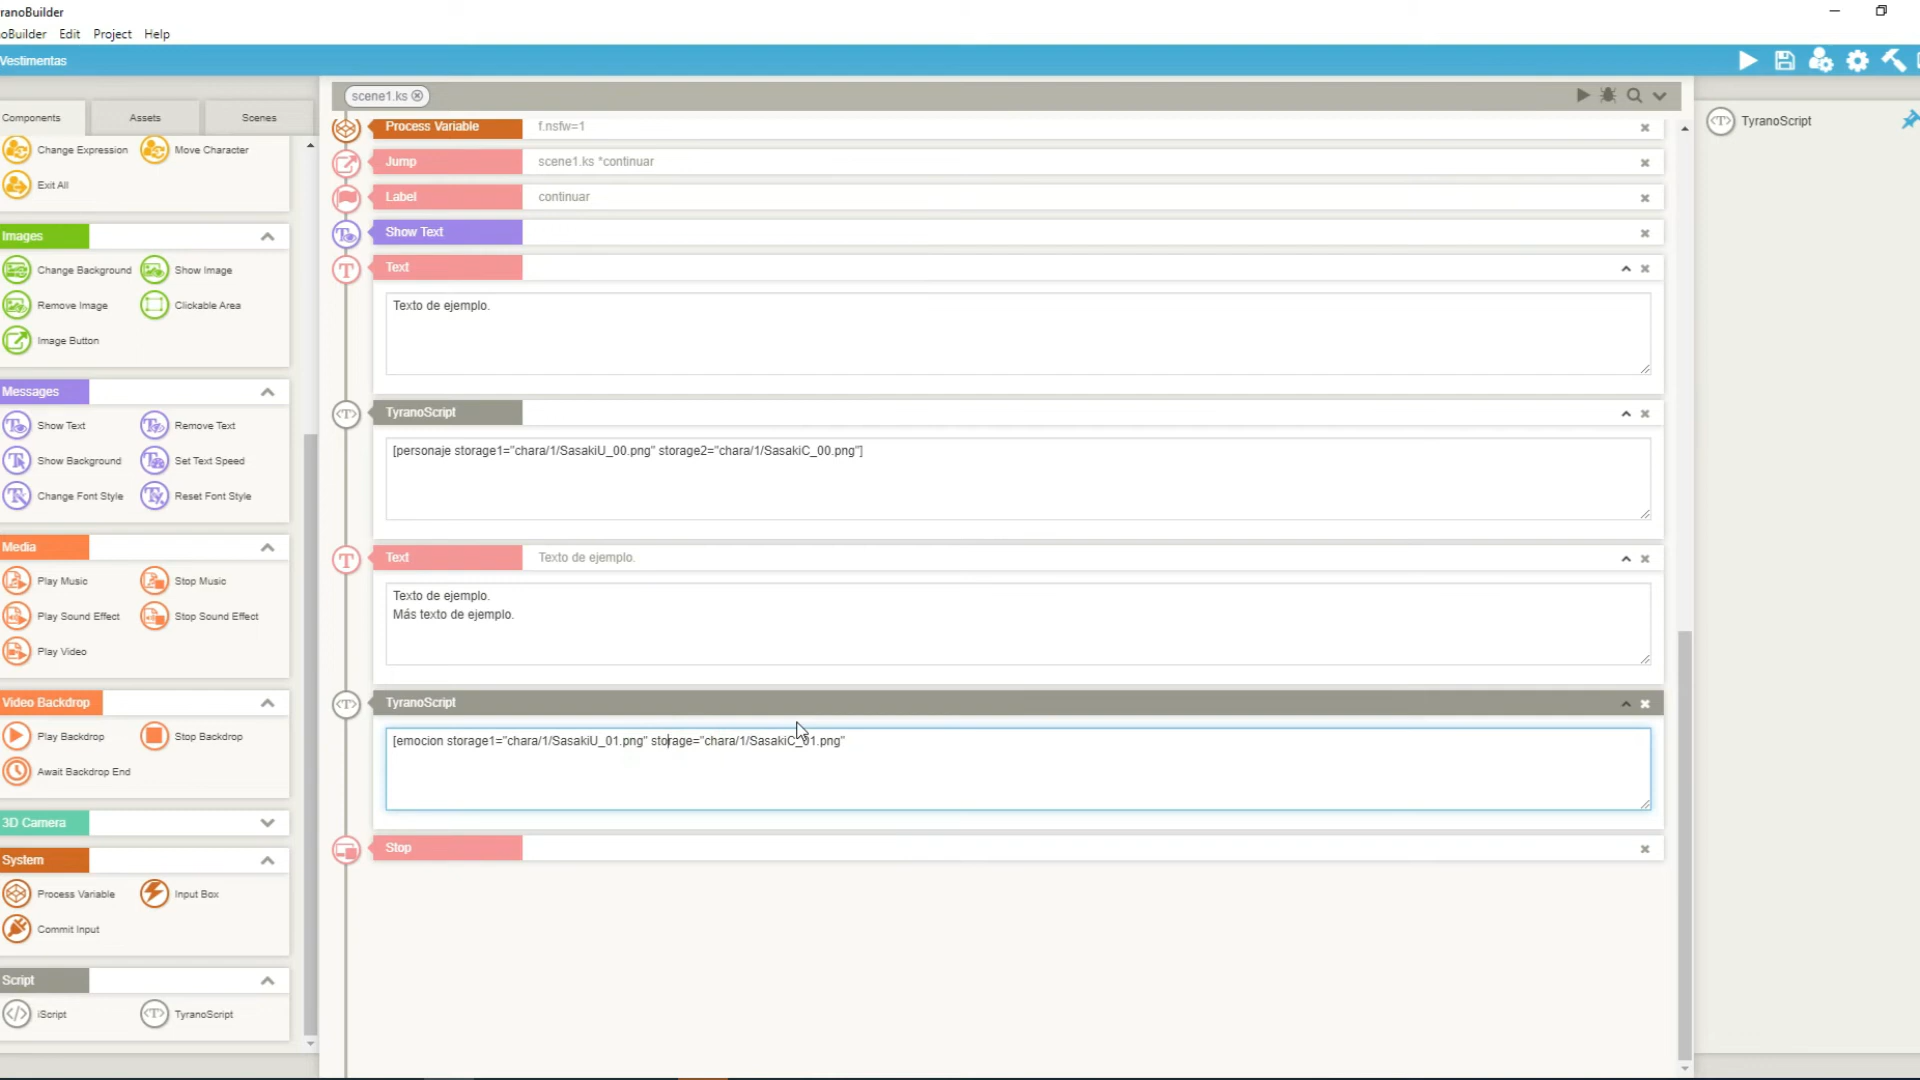 ranoBuilder
oBuilder Edit Project Help
Vestimentas
Components Assets Scenes
Change Expression Move Character
Exit All
Images
Change Background Show Image
Remove Image Clickable Area
Image Button
Messages
Show Text Remove Text
Show Background Set Text Speed
Change Font Style Reset Font Style
Media
Play Music Stop Music
Play Sound Effect Stop Sound Effect
Play Video
Video Backdrop
Play Backdrop Stop Backdrop
Await Backdrop End
3D Camera
System
Process Variable Input Box
Commit Input
Script
iScript TyranoScript
scene1.ks
Process Variable f.nsfw=1
Jump scene1.ks *continuar
Label continuar
Show Text
Text
Texto de ejemplo.
TyranoScript
[personaje storage1="chara/1/SasakiU_00.png" storage2="chara/1/SasakiC_00.png"]
Text Texto de ejemplo.
Texto de ejemplo.
Más texto de ejemplo.
TyranoScript
[emocion storage1="chara/1/SasakiU_01.png" storage="chara/1/SasakiC_01.png"
Stop
TyranoScript